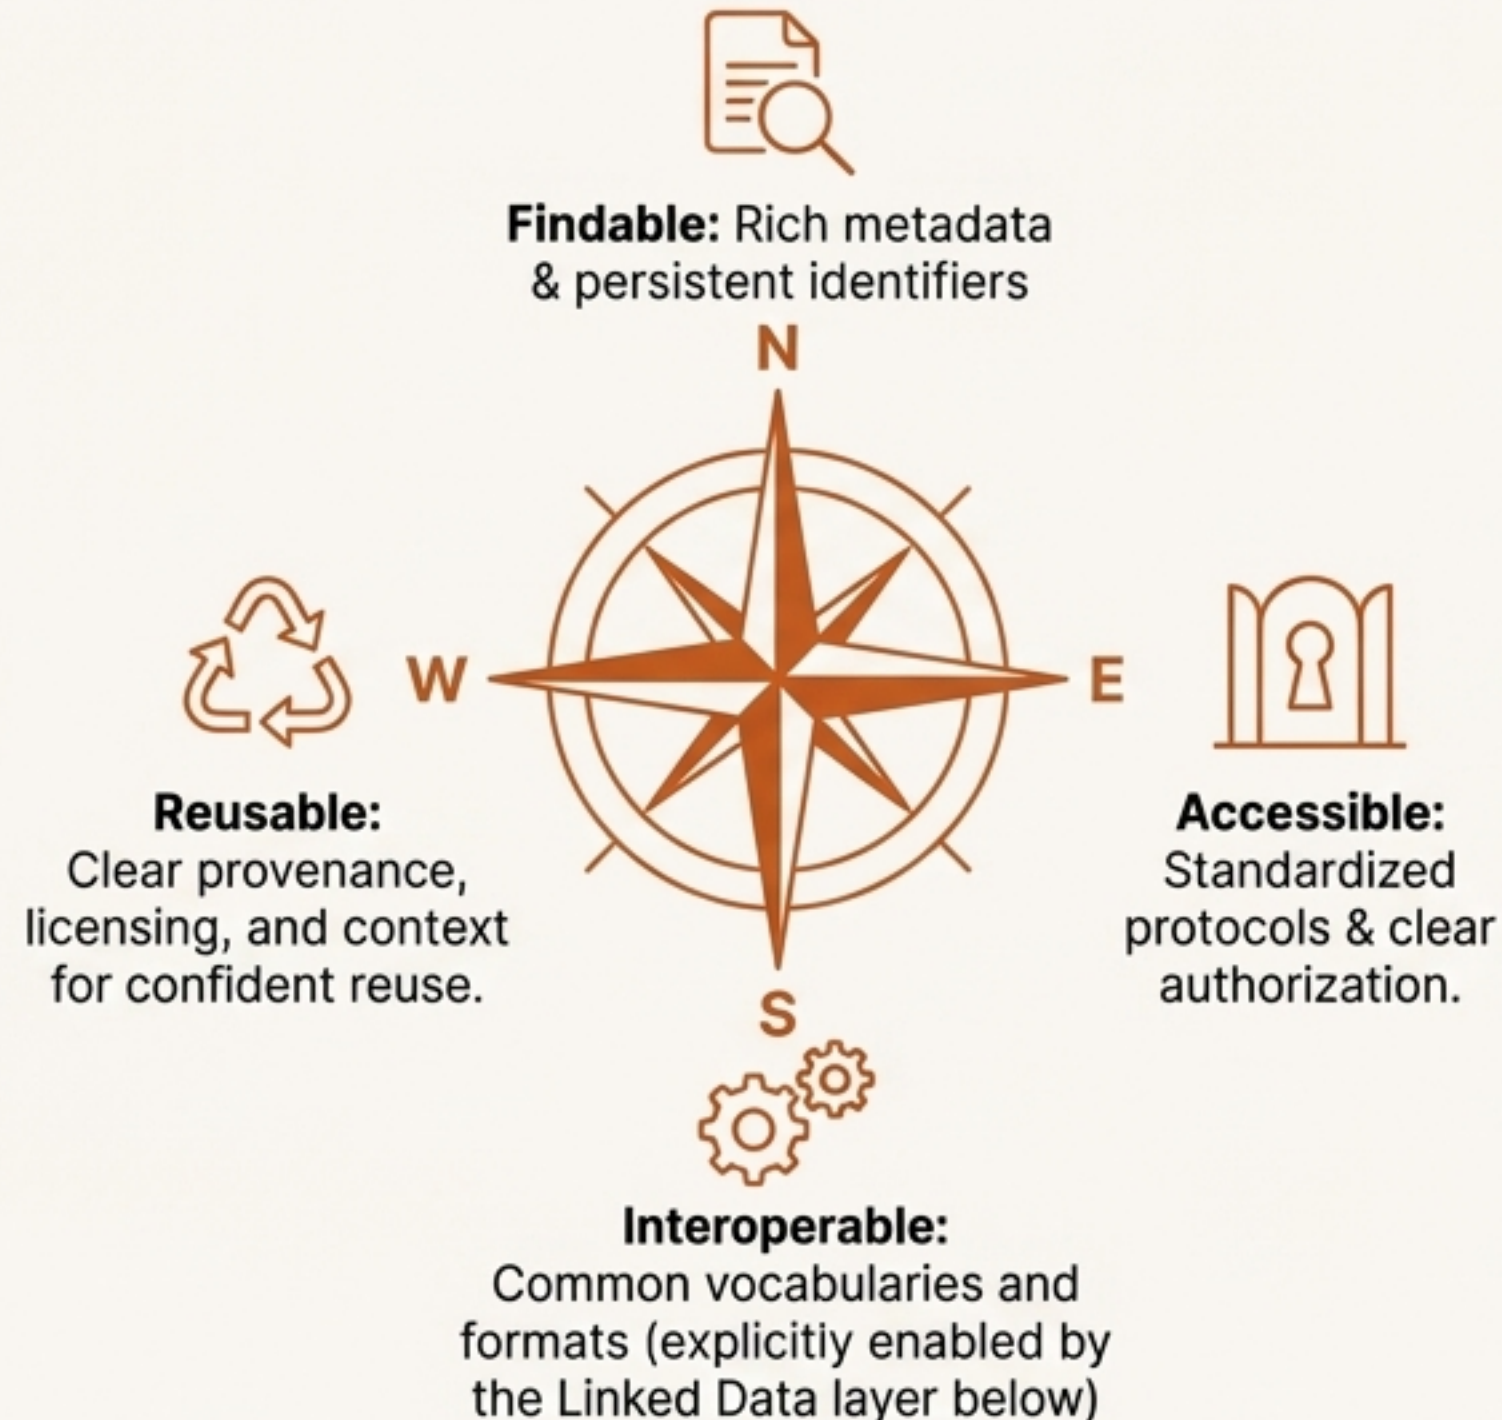 Findable: Rich metadata
& persistent identifiers
N
W
E
Reusable:
Clear provenance,
licensing, and context
for confident reuse.
Accessible:
Standardized
protocols & clear
authorization.
S
Interoperable:
Common vocabularies and
formats (explicitiy enabled by
the Linked Data layer below)